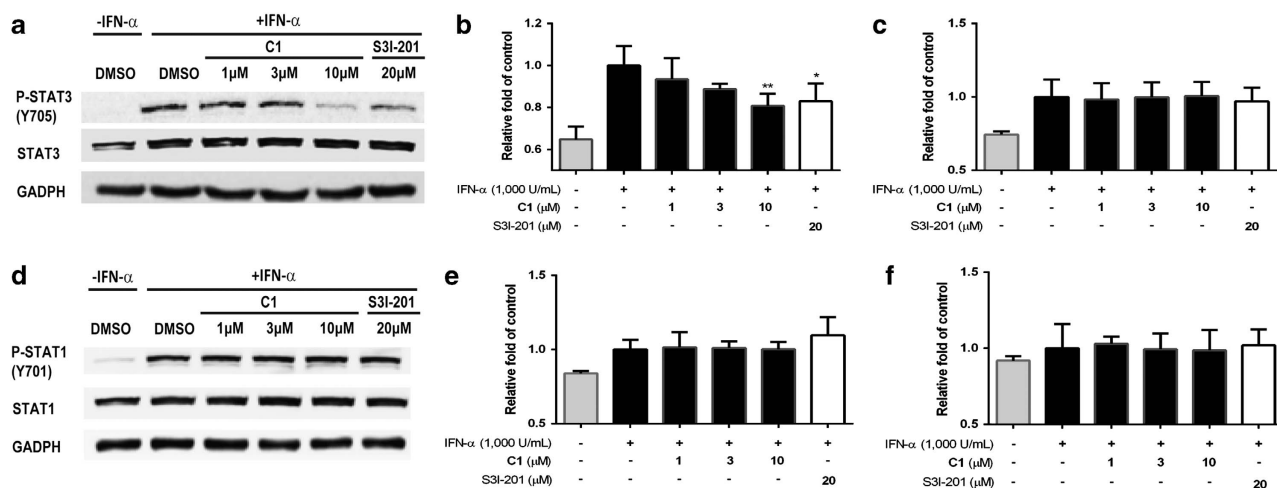 a
-IFN-α +IFN-α
C1 S3I-201
DMSO DMSO 1µM 3µM 10µM 20µM
P-STAT3
(Y705)
STAT3
GADPH
b
Relative fold of control
1.2
1.0
0.8
0.6
** *
IFN-α (1,000 U/mL) - + + + + +
C1 (µM) - - 1 3 10 -
S3I-201 (µM) - - - - - 20
c
Relative fold of control
1.5
1.0
0.5
IFN-α (1,000 U/mL) - + + + + +
C1 (µM) - - 1 3 10 -
S3I-201 (µM) - - - - - 20
d
-IFN-α +IFN-α
C1 S3I-201
DMSO DMSO 1µM 3µM 10µM 20µM
P-STAT1
(Y701)
STAT1
GADPH
e
Relative fold of control
1.5
1.0
0.5
IFN-α (1,000 U/mL) - + + + + +
C1 (µM) - - 1 3 10 -
S3I-201 (µM) - - - - - 20
f
Relative fold of control
1.5
1.0
0.5
IFN-α (1,000 U/mL) - + + + + +
C1 (µM) - - 1 3 10 -
S3I-201 (µM) - - - - - 20